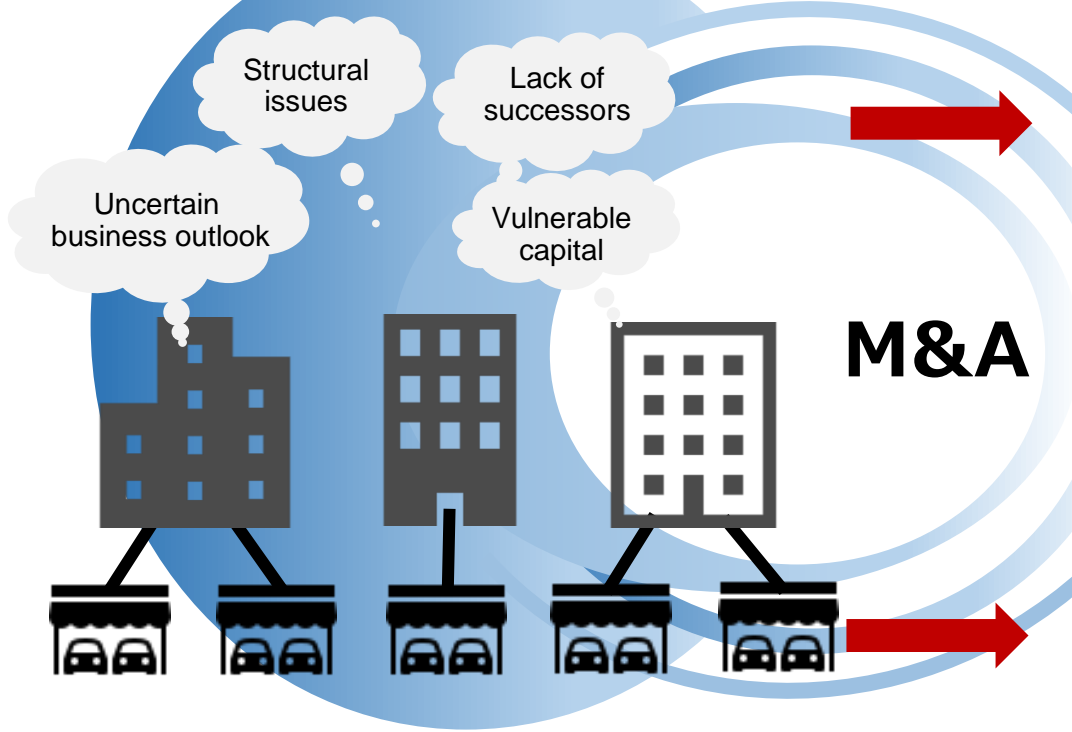 Structural
issues
Lack of
successors
Uncertain
business outlook
Vulnerable
capital
M&A